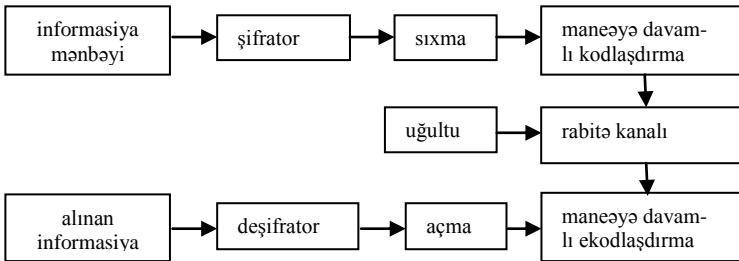 informasiya
mənbəyi
şifrator
sıxma
maneəyə davam-
lı kodlaşdırma
uğultu
rabitə kanalı
alınan
informasiya
deşifrator
açma
maneəyə davam-
lı ekodlaşdırma